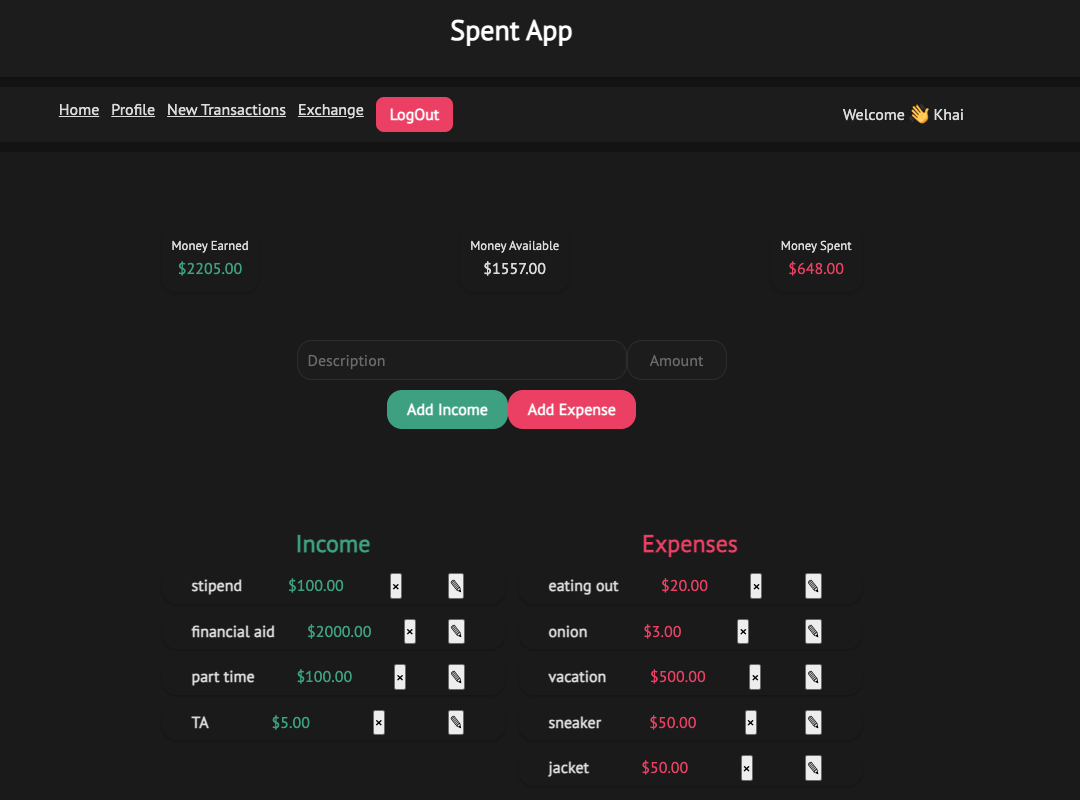 Spent App
Home Profile New Transactions Exchange LogOut Welcome 👋 Khai
Money Earned Money Available Money Spent
$2205.00 $1557.00 $648.00
Description Amount
Add Income Add Expense
Income Expenses
stipend $100.00 × ✎ eating out $20.00 × ✎
financial aid $2000.00 × ✎ onion $3.00 × ✎
part time $100.00 × ✎ vacation $500.00 × ✎
TA $5.00 × ✎ sneaker $50.00 × ✎
jacket $50.00 × ✎